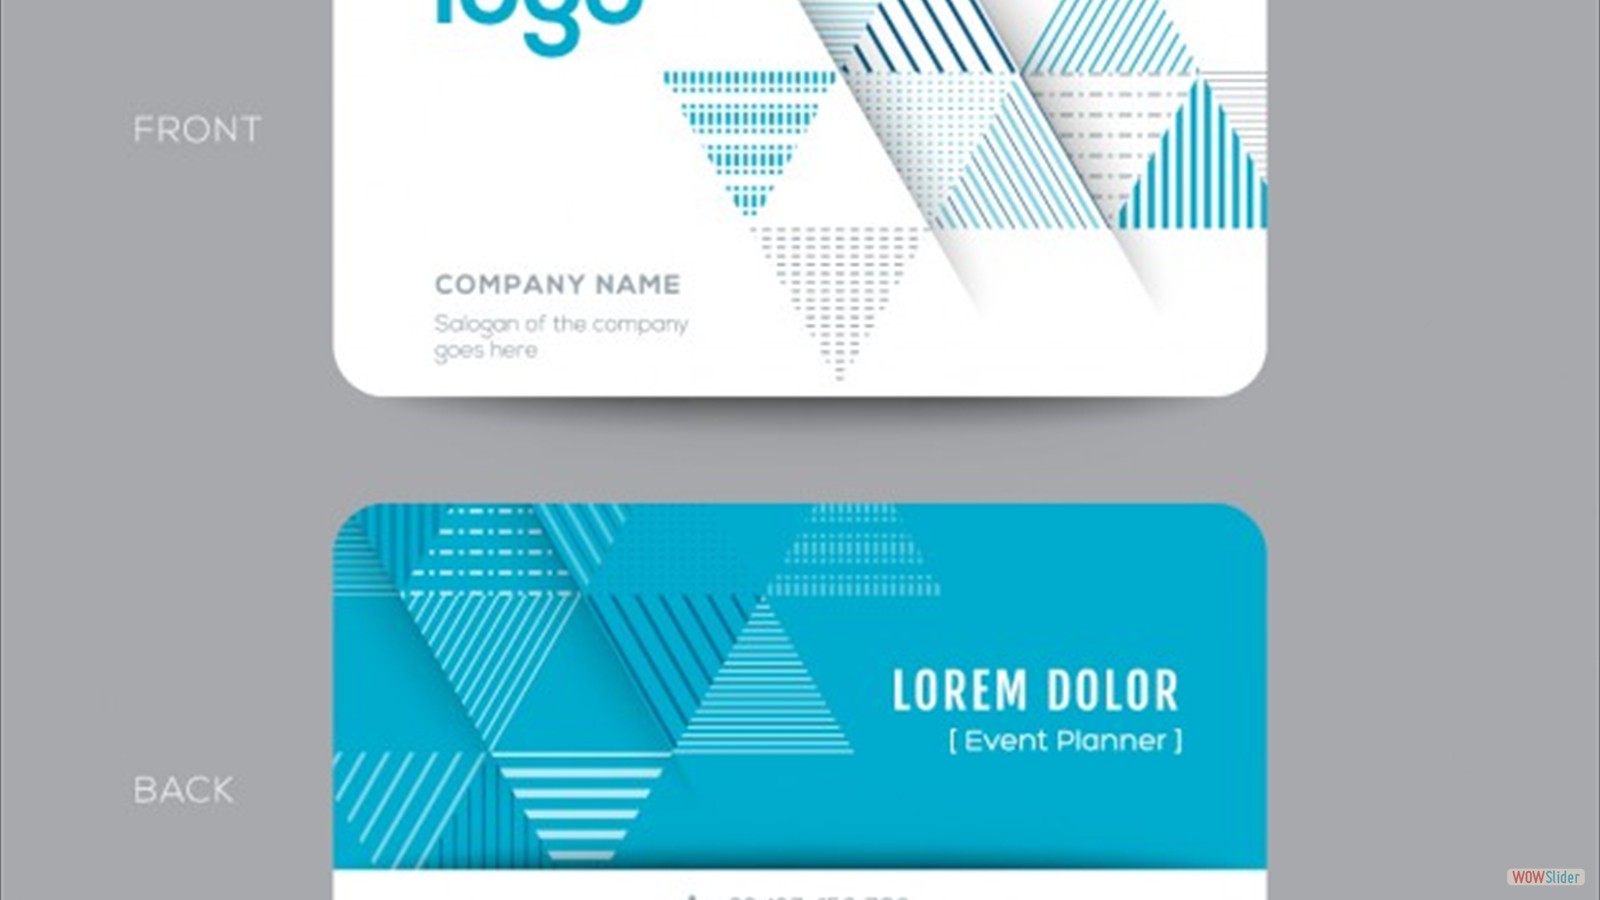 logo
FRONT
COMPANY NAME
Salogan of the company
goes here
LOREM DOLOR
[ Event Planner ]
BACK
WOWSlider